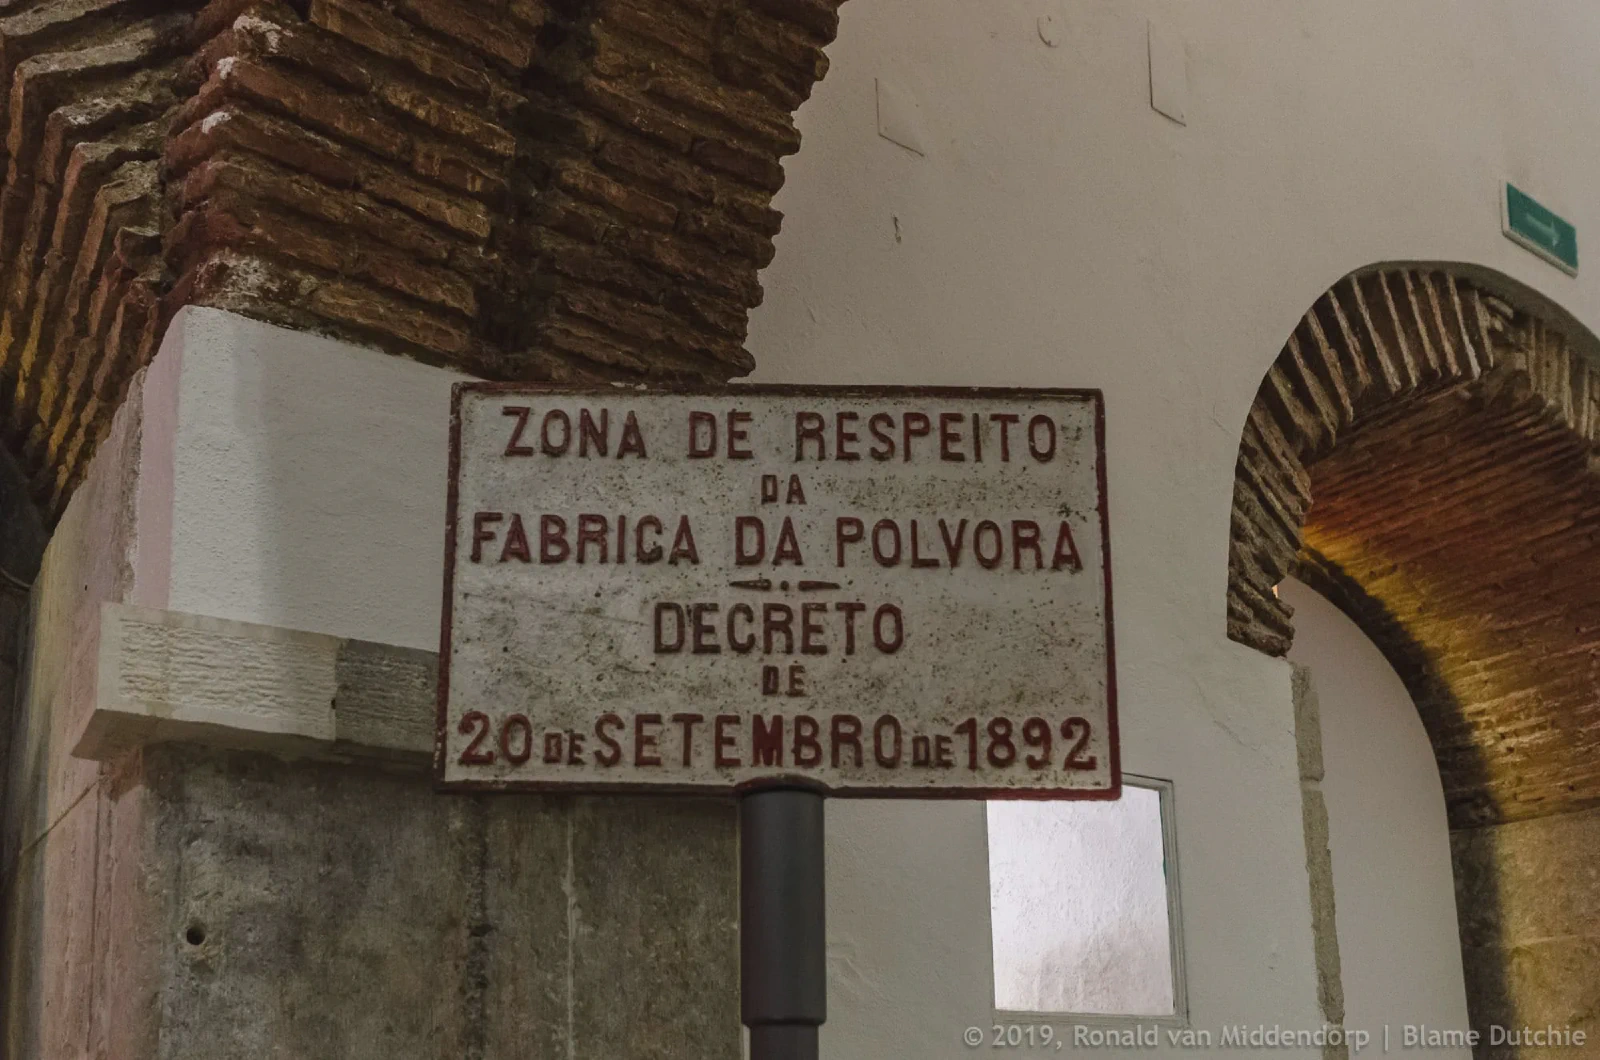 ZONA DE RESPEITO
DA
FABRICA DA POLVORA
DECRETO
DE
20 DE SETEMBRO DE 1892
© 2019, Ronald van Middendorp | Blame Dutchie